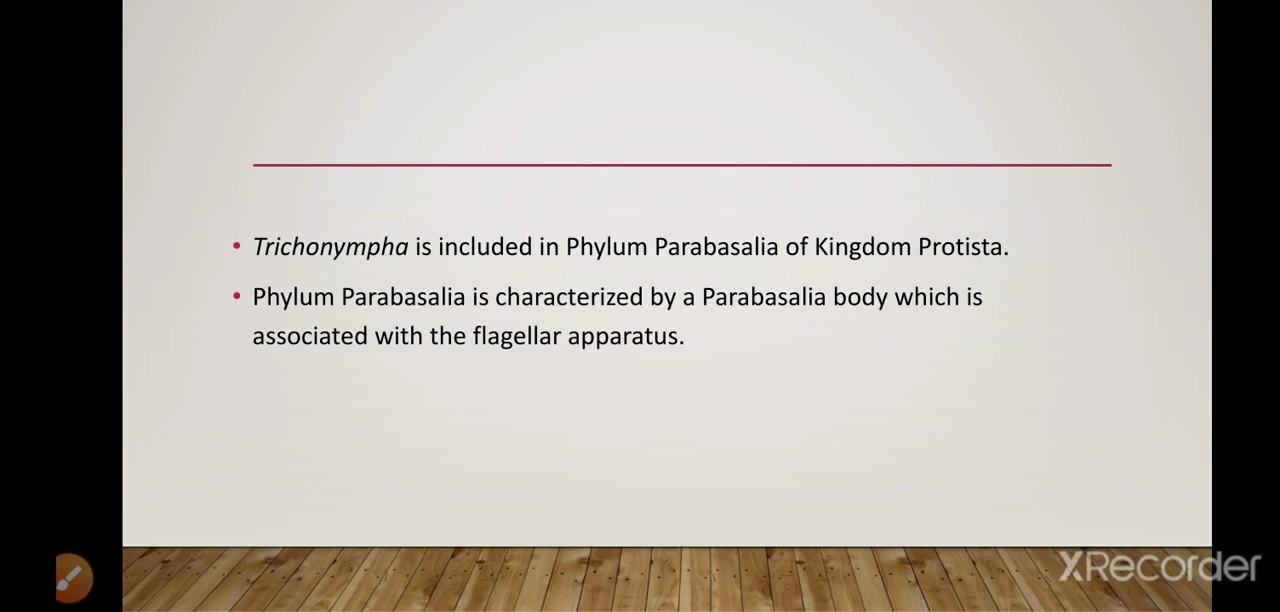 • Trichonympha is included in Phylum Parabasalia of Kingdom Protista.
• Phylum Parabasalia is characterized by a Parabasalia body which is
associated with the flagellar apparatus.
XRecorder